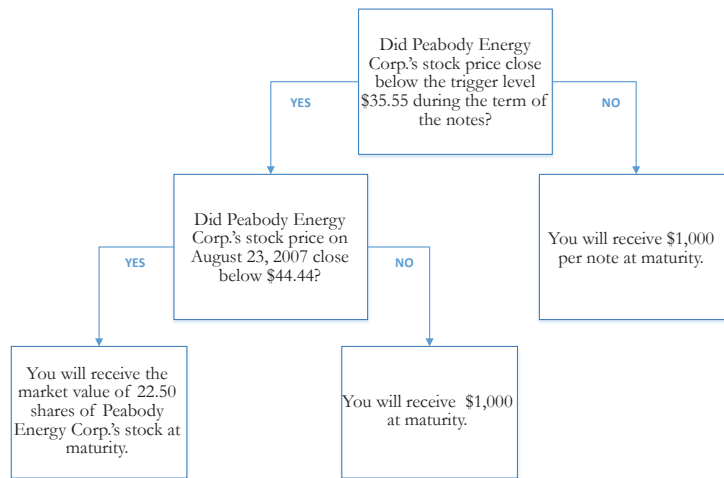 Did Peabody Energy
Corp.'s stock price close
below the trigger level
$35.55 during the term of
the notes?
YES
NO
Did Peabody Energy
Corp.'s stock price on
August 23, 2007 close
below $44.44?
You will receive $1,000
per note at maturity.
YES
NO
You will receive the
market value of 22.50
shares of Peabody
Energy Corp.'s stock at
maturity.
You will receive $1,000
at maturity.